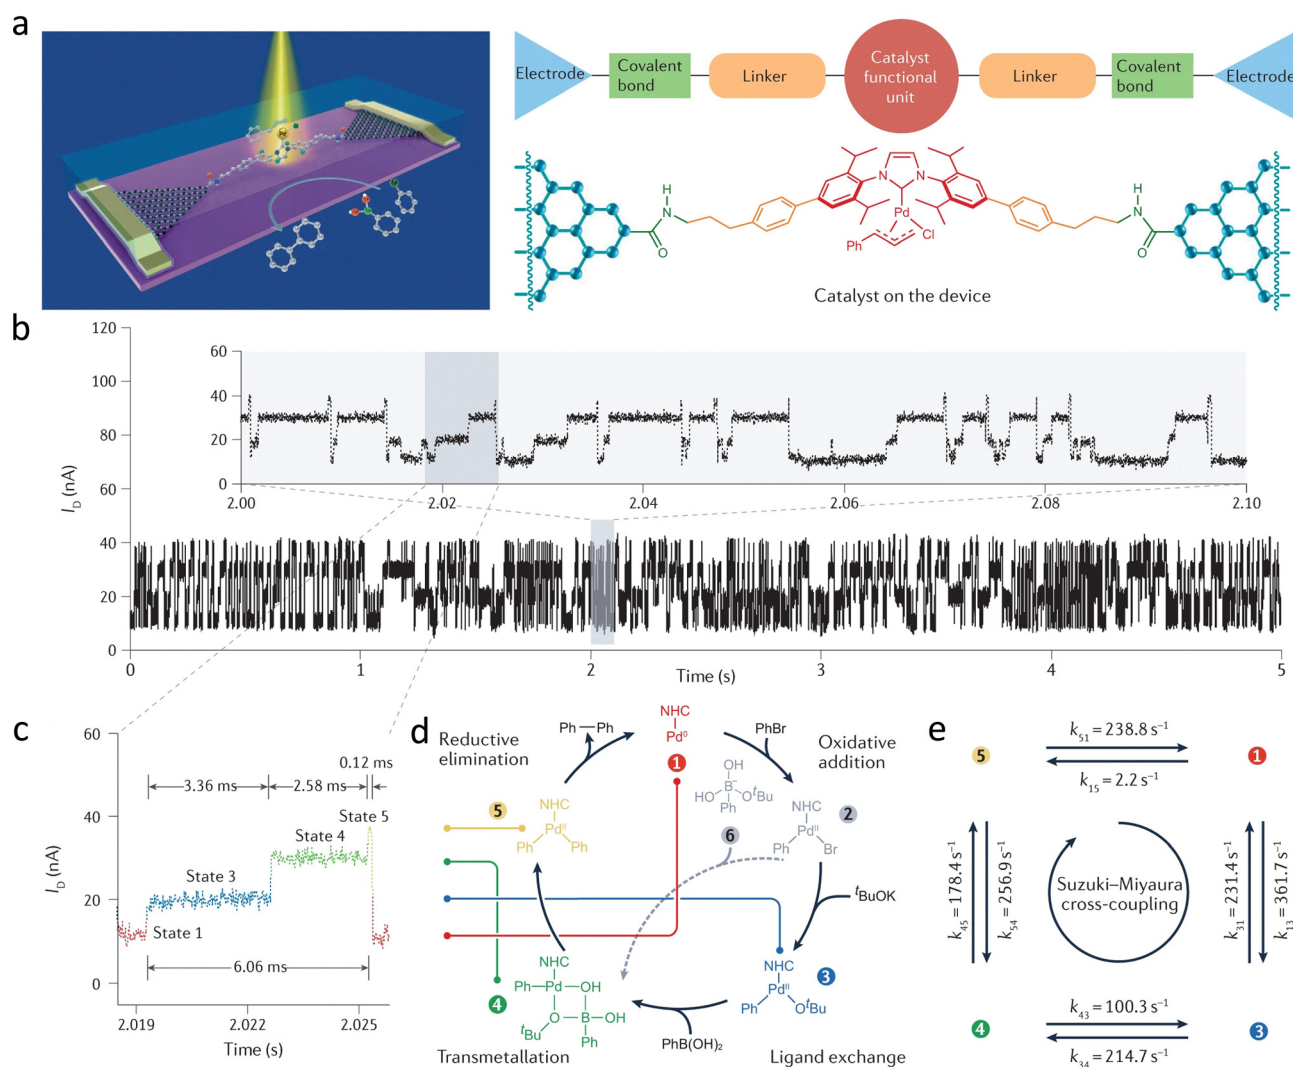 a
Electrode
Covalent
bond
Linker
Catalyst
functional
unit
Linker
Covalent
bond
Electrode
H
N
O
N
N
Pd
Cl
Ph
H
N
O
Catalyst on the device
b
120
100
80
60
40
20
0
I_D (nA)
60
40
20
0
2.00
2.02
2.04
2.06
2.08
2.10
0
1
2
3
4
5
Time (s)
c
60
40
20
0
I_D (nA)
0.12 ms
3.36 ms
2.58 ms
State 5
State 4
State 3
State 1
6.06 ms
2.019
2.022
2.025
Time (s)
d
Reductive
elimination
Ph—Ph
NHC
Pd⁰
1
PhBr
Oxidative
addition
OH
B⁻
HO
OᵗBu
Ph
6
NHC
Pdᴵᴵ
Ph
Br
2
5
NHC
Pdᴵᴵ
Ph
Ph
ᵗBuOK
NHC
Pdᴵᴵ
Ph
OᵗBu
3
4
NHC
Ph
Pd
OH
O
B
OH
ᵗBu
Ph
PhB(OH)₂
Transmetallation
Ligand exchange
e
5
k₅₁ = 238.8 s⁻¹
k₁₅ = 2.2 s⁻¹
1
k₄₅ = 178.4 s⁻¹
k₅₄ = 256.9 s⁻¹
Suzuki–Miyaura
cross-coupling
k₃₁ = 231.4 s⁻¹
k₁₃ = 361.7 s⁻¹
4
k₄₃ = 100.3 s⁻¹
k₃₄ = 214.7 s⁻¹
3